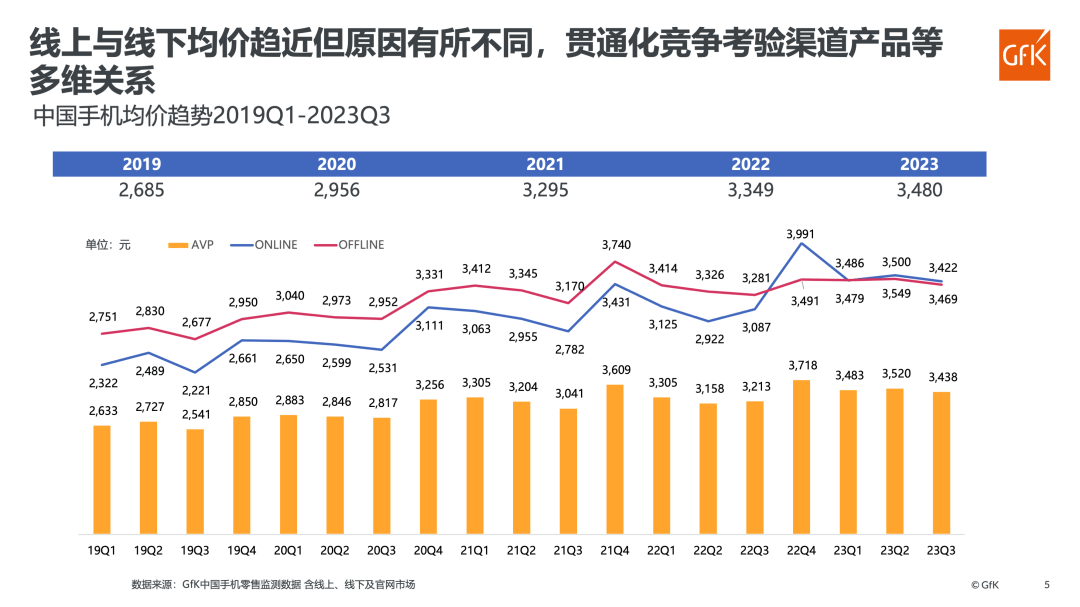 线上与线下均价趋近但原因有所不同，贯通化竞争考验渠道产品等
多维关系
GfK
中国手机均价趋势2019Q1-2023Q3
2019 2020 2021 2022 2023
2,685 2,956 3,295 3,349 3,480
单位：元 AVP ONLINE OFFLINE
2,751 2,830 2,677 2,950 3,040 2,973 2,952 3,331 3,412 3,345 3,170 3,740 3,414 3,326 3,281 3,991 3,486 3,500 3,422
2,322 2,489 2,221 2,661 2,650 2,599 2,531 3,111 3,063 2,955 2,782 3,431 3,125 2,922 3,087 3,491 3,479 3,549 3,469
2,633 2,727 2,541 2,850 2,883 2,846 2,817 3,256 3,305 3,204 3,041 3,609 3,305 3,158 3,213 3,718 3,483 3,520 3,438
19Q1 19Q2 19Q3 19Q4 20Q1 20Q2 20Q3 20Q4 21Q1 21Q2 21Q3 21Q4 22Q1 22Q2 22Q3 22Q4 23Q1 23Q2 23Q3
数据来源：GfK中国手机零售监测数据 含线上、线下及官网市场
© GfK 5